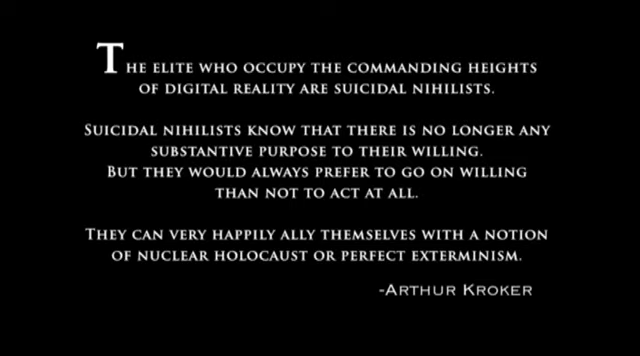 THE ELITE WHO OCCUPY THE COMMANDING HEIGHTS
OF DIGITAL REALITY ARE SUICIDAL NIHILISTS.
SUICIDAL NIHILISTS KNOW THAT THERE IS NO LONGER ANY
SUBSTANTIVE PURPOSE TO THEIR WILLING.
BUT THEY WOULD ALWAYS PREFER TO GO ON WILLING
THAN NOT TO ACT AT ALL.
THEY CAN VERY HAPPILY ALLY THEMSELVES WITH A NOTION
OF NUCLEAR HOLOCAUST OR PERFECT EXTERMINISM.
-ARTHUR KROKER